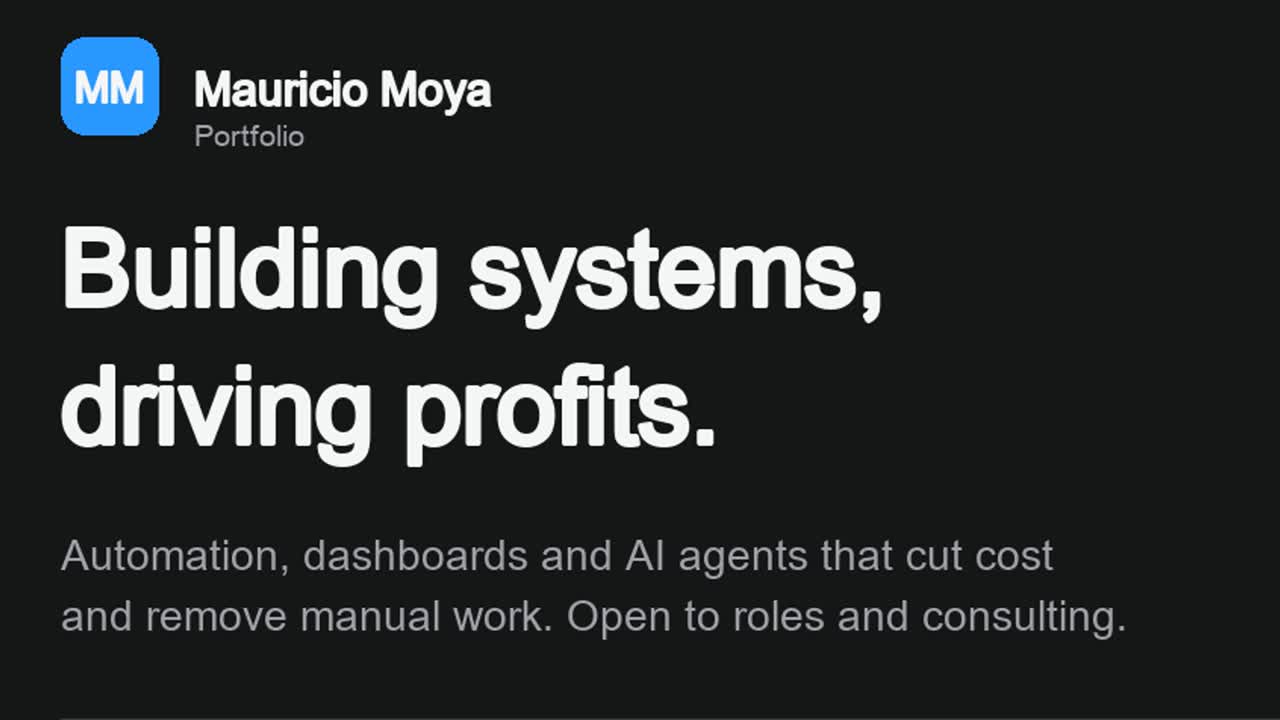 MM
Mauricio Moya
Portfolio
Building systems,
driving profits.
Automation, dashboards and AI agents that cut cost
and remove manual work. Open to roles and consulting.